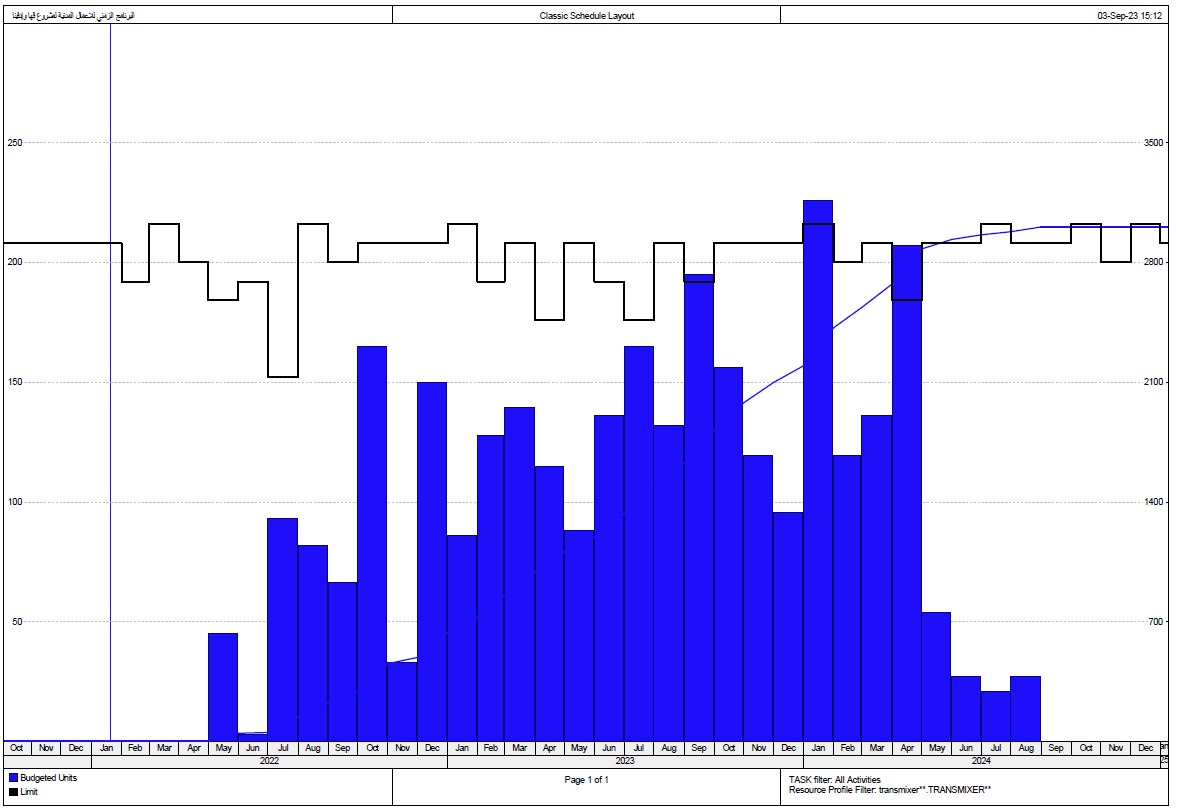 البرنامج الزمني للاعمال المدنية لمشروع قها وإدفينا
Classic Schedule Layout
03-Sep-23 15:12
250
3500
200
2800
150
2100
100
1400
50
700
Oct Nov Dec Jan Feb Mar Apr May Jun Jul Aug Sep Oct Nov Dec Jan Feb Mar Apr May Jun Jul Aug Sep Oct Nov Dec Jan Feb Mar Apr May Jun Jul Aug Sep Oct Nov Dec
2022 2023 2024
Budgeted Units
Limit
Page 1 of 1
TASK filter: All Activities
Resource Profile Filter: transmixer**.TRANSMIXER**